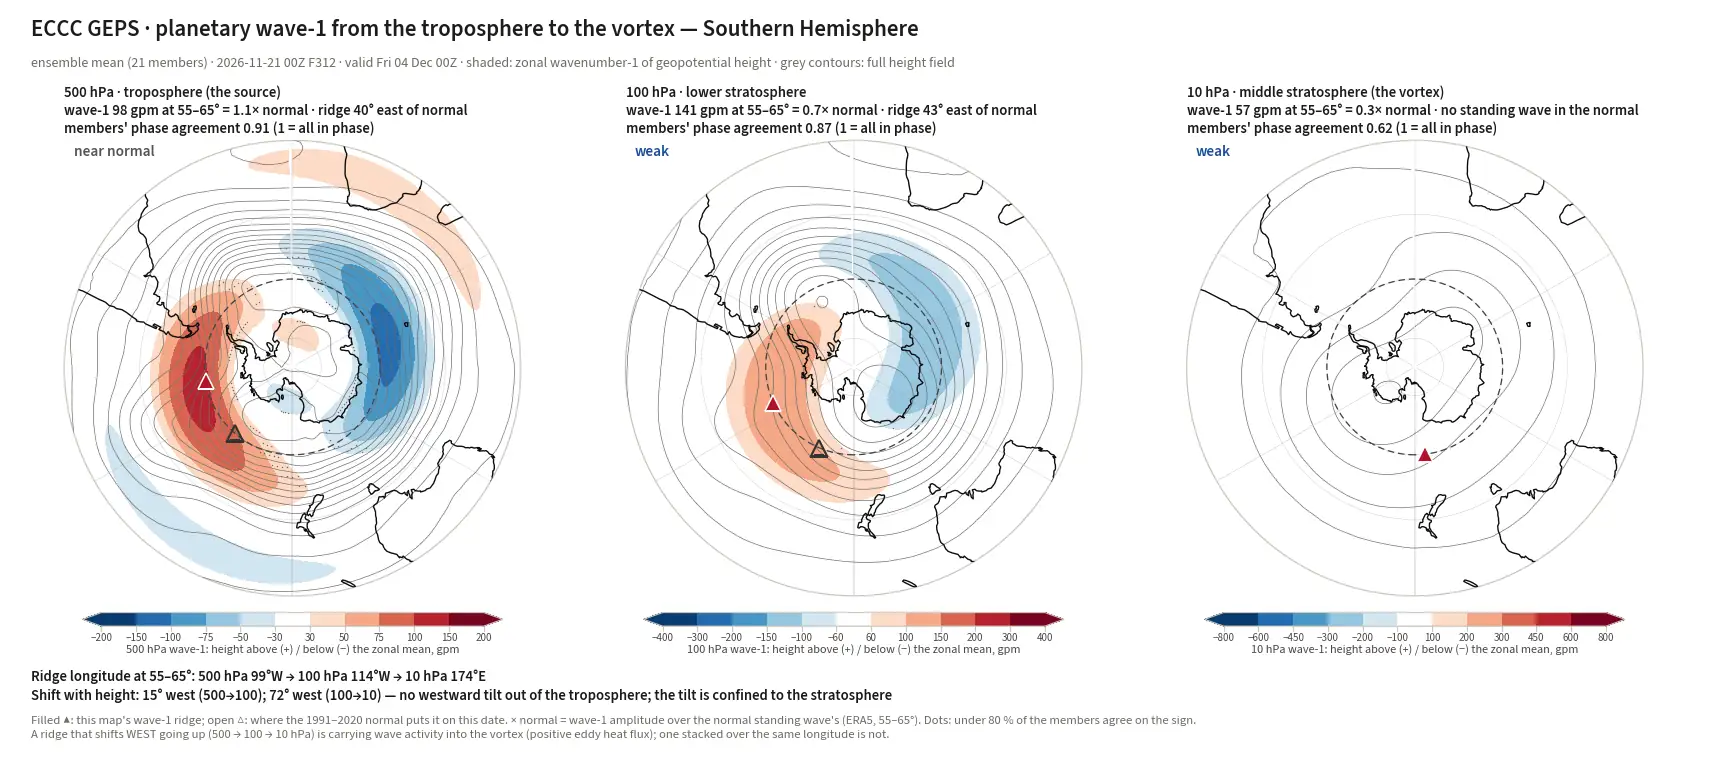 ECCC GEPS · planetary wave-1 from the troposphere to the vortex — Southern Hemisphere
ensemble mean (21 members) · 2026-11-21 00Z F312 · valid Fri 04 Dec 00Z · shaded: zonal wavenumber-1 of geopotential height · grey contours: full height field
500 hPa · troposphere (the source)
wave-1 98 gpm at 55–65° = 1.1× normal · ridge 40° east of normal
members' phase agreement 0.91 (1 = all in phase)
near normal
100 hPa · lower stratosphere
wave-1 141 gpm at 55–65° = 0.7× normal · ridge 43° east of normal
members' phase agreement 0.87 (1 = all in phase)
weak
10 hPa · middle stratosphere (the vortex)
wave-1 57 gpm at 55–65° = 0.3× normal · no standing wave in the normal
members' phase agreement 0.62 (1 = all in phase)
weak
−200 −150 −100 −75 −50 −30 30 50 75 100 150 200
500 hPa wave-1: height above (+) / below (−) the zonal mean, gpm
−400 −300 −200 −150 −100 −60 60 100 150 200 300 400
100 hPa wave-1: height above (+) / below (−) the zonal mean, gpm
−800 −600 −450 −300 −200 −100 100 200 300 450 600 800
10 hPa wave-1: height above (+) / below (−) the zonal mean, gpm
Ridge longitude at 55–65°: 500 hPa 99°W → 100 hPa 114°W → 10 hPa 174°E
Shift with height: 15° west (500→100); 72° west (100→10) — no westward tilt out of the troposphere; the tilt is confined to the stratosphere
Filled ▲: this map's wave-1 ridge; open △: where the 1991–2020 normal puts it on this date. × normal = wave-1 amplitude over the normal standing wave's (ERA5, 55–65°). Dots: under 80 % of the members agree on the sign.
A ridge that shifts WEST going up (500 → 100 → 10 hPa) is carrying wave activity into the vortex (positive eddy heat flux); one stacked over the same longitude is not.